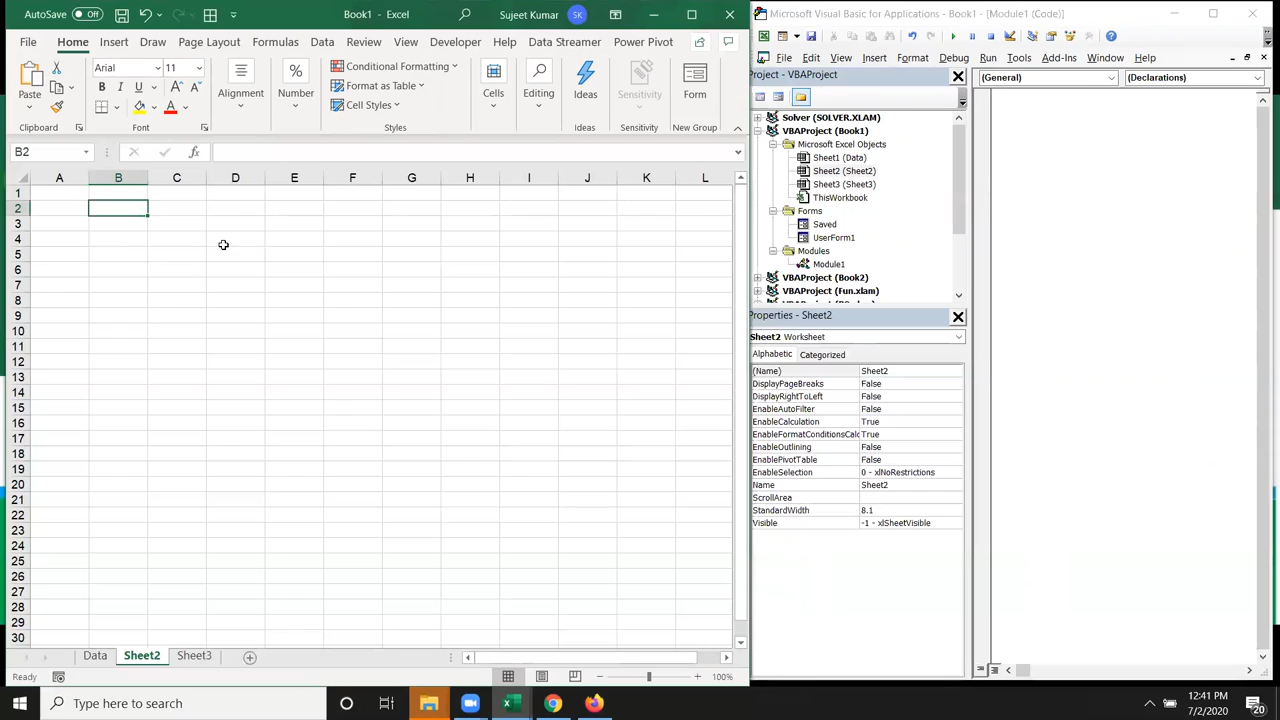 AutoSave Off Book1 - Excel Sujeet Kumar SK
File Home Insert Draw Page Layout Formulas Data Review View Developer Help Data Streamer Power Pivot
Arial 11
Paste B I U Alignment Number Conditional Formatting Format as Table Cell Styles Cells Editing Ideas Sensitivity Form
Clipboard Font Styles Ideas Sensitivity New Group
B2 fx
A B C D E F G H I J K L
1
2
3
4
5
6
7
8
9
10
11
12
13
14
15
16
17
18
19
20
21
22
23
24
25
26
27
28
29
30
Data Sheet2 Sheet3
Ready 100%
Microsoft Visual Basic for Applications - Book1 - [Module1 (Code)]
File Edit View Insert Format Debug Run Tools Add-Ins Window Help
Project - VBAProject
(General) (Declarations)
Solver (SOLVER.XLAM)
VBAProject (Book1)
Microsoft Excel Objects
Sheet1 (Data)
Sheet2 (Sheet2)
Sheet3 (Sheet3)
ThisWorkbook
Forms
Saved
UserForm1
Modules
Module1
VBAProject (Book2)
VBAProject (Fun.xlam)
Properties - Sheet2
Sheet2 Worksheet
Alphabetic Categorized
(Name) Sheet2
DisplayPageBreaks False
DisplayRightToLeft False
EnableAutoFilter False
EnableCalculation True
EnableFormatConditionsCalc True
EnableOutlining False
EnablePivotTable False
EnableSelection 0 - xlNoRestrictions
Name Sheet2
ScrollArea
StandardWidth 8.1
Visible -1 - xlSheetVisible
Type here to search
12:41 PM
7/2/2020
20